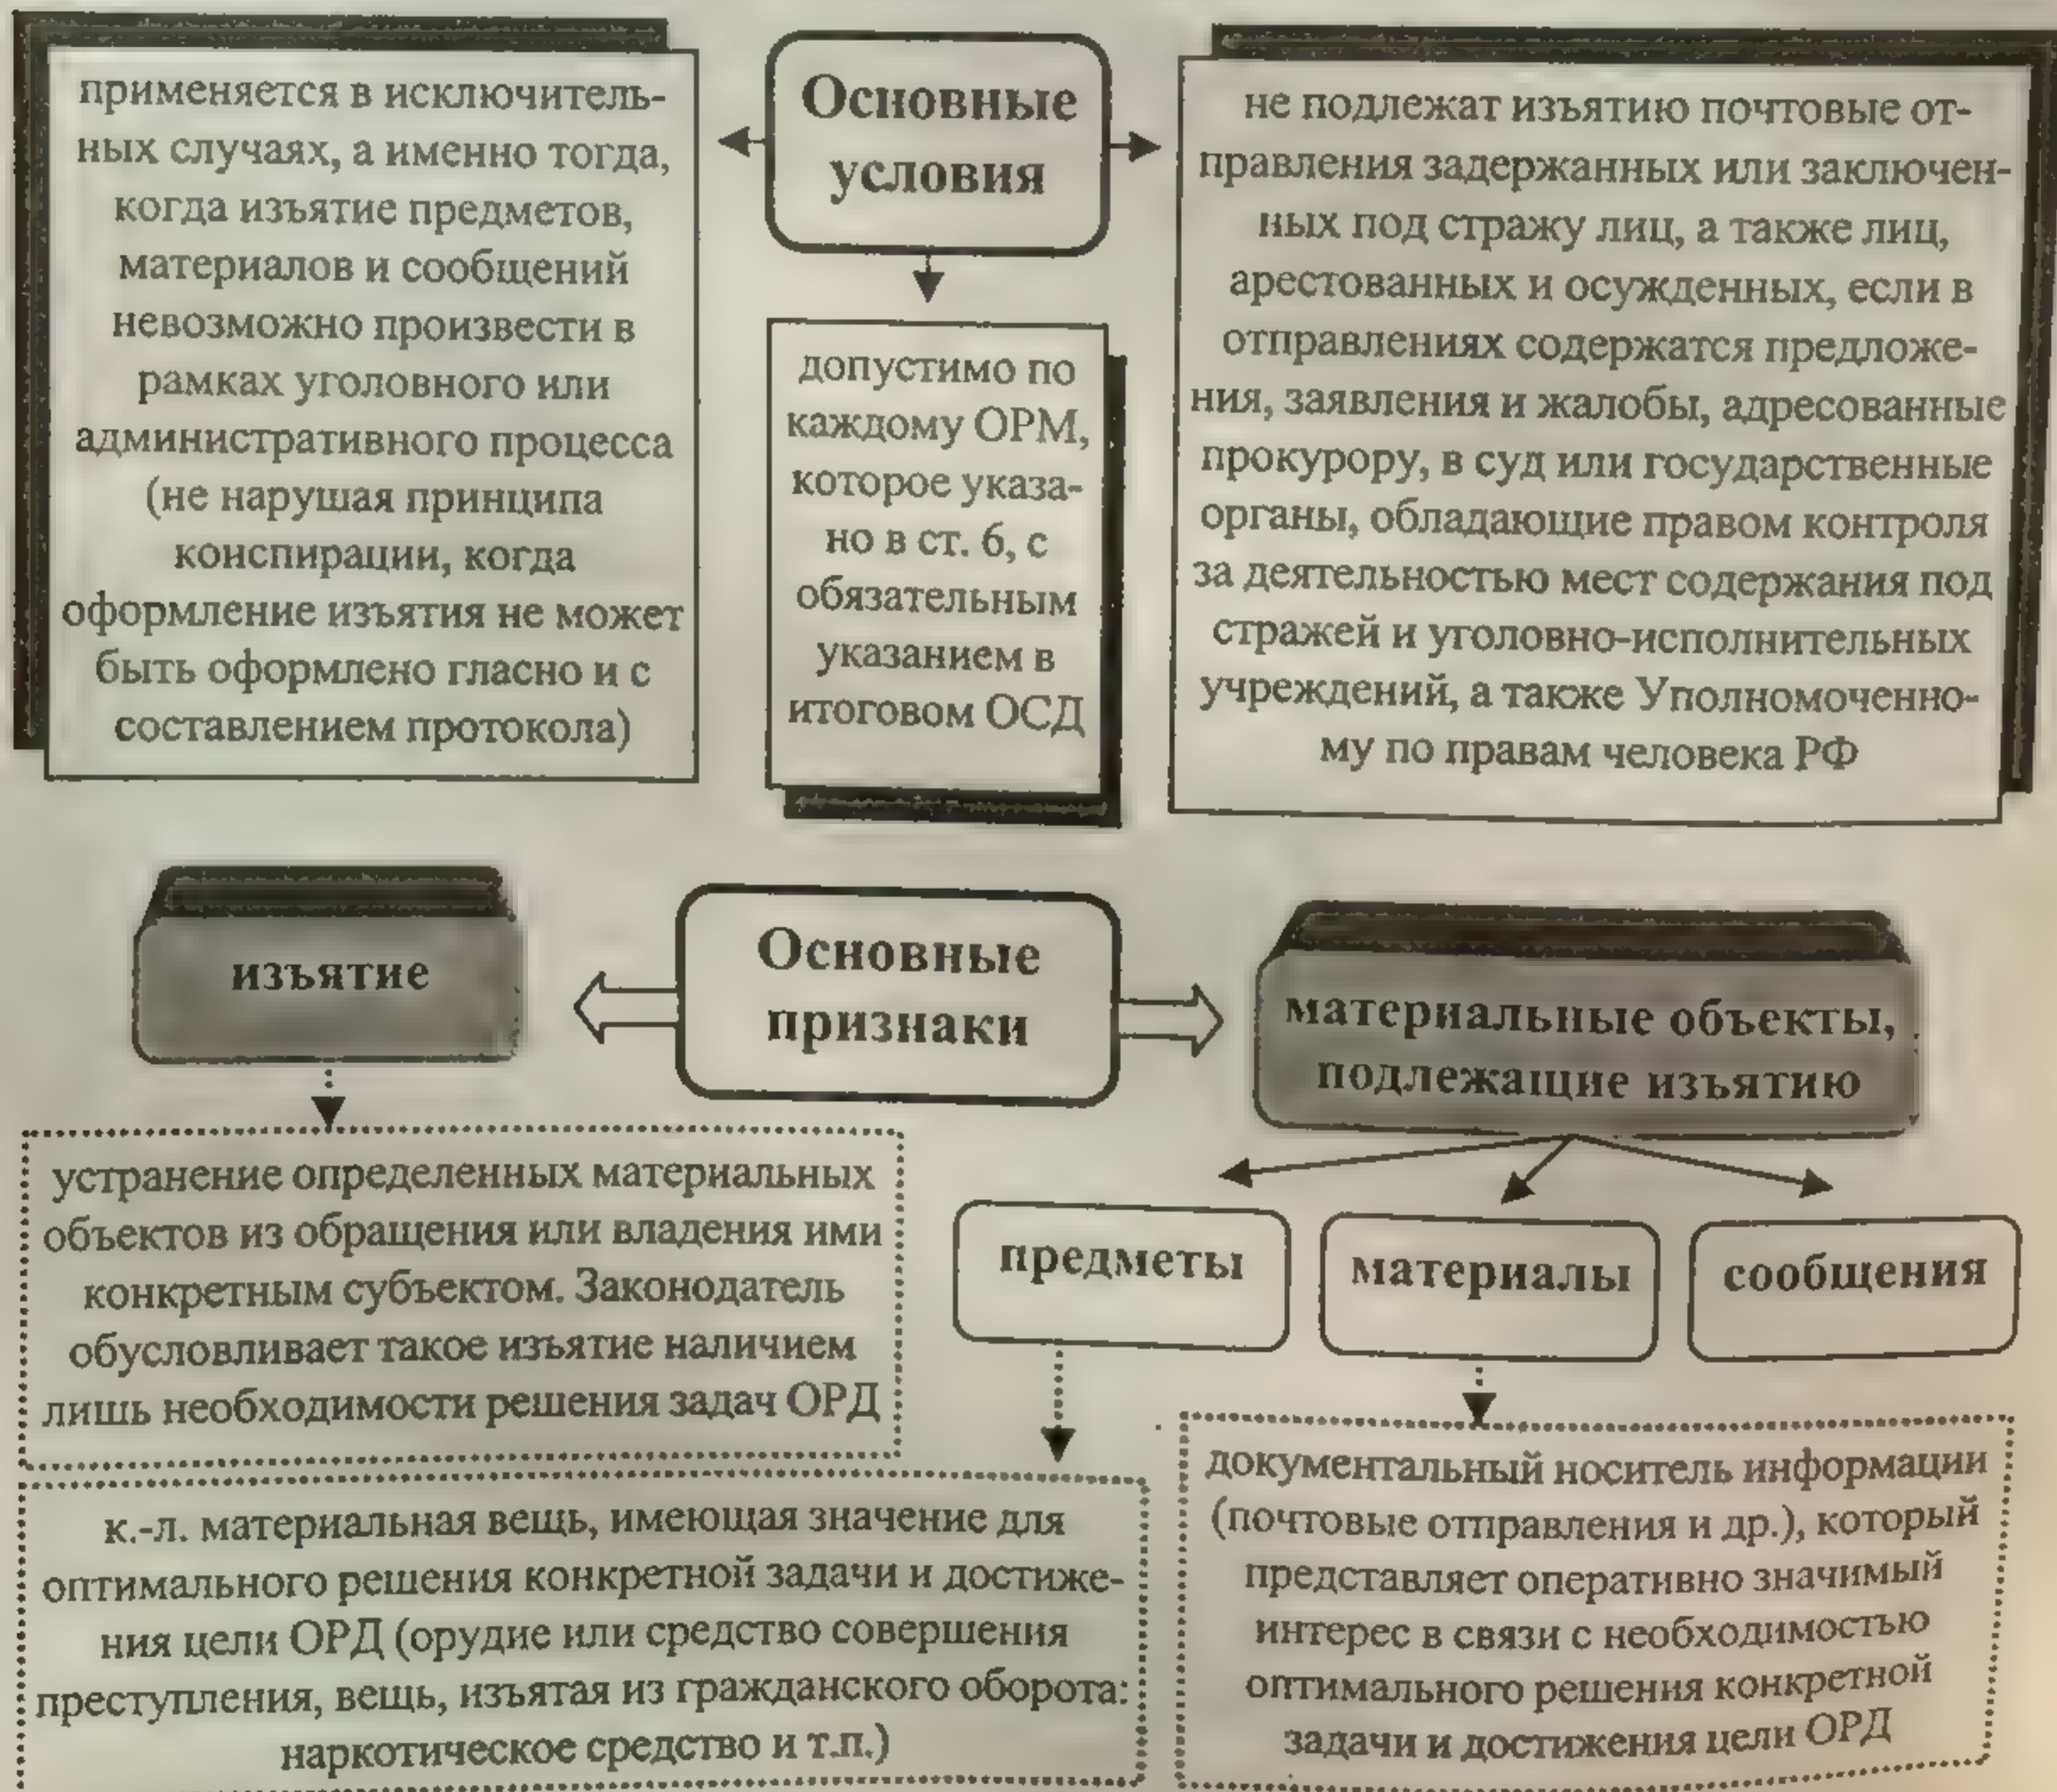 применяется в исключитель-
ных случаях, а именно тогда,
когда изъятие предметов,
материалов и сообщений
невозможно произвести в
рамках уголовного или
административного процесса
(не нарушая принципа
конспирации, когда
оформление изъятия не может
быть оформлено гласно и с
составлением протокола)
Основные
условия
допустимо по
каждому ОРМ,
которое указа-
но в ст. 6, с
обязательным
указанием в
итоговом ОСД
не подлежат изъятию почтовые от-
правления задержанных или заключен-
ных под стражу лиц, а также лиц,
арестованных и осужденных, если в
отправлениях содержатся предложе-
ния, заявления и жалобы, адресованные
прокурору, в суд или государственные
органы, обладающие правом контроля
за деятельностью мест содержания под
стражей и уголовно-исполнительных
учреждений, а также Уполномоченно-
му по правам человека РФ
изъятие
Основные
признаки
материальные объекты,
подлежащие изъятию
устранение определенных материальных
объектов из обращения или владения ими
конкретным субъектом. Законодатель
обусловливает такое изъятие наличием
лишь необходимости решения задач ОРД
предметы
материалы
сообщения
к.-л. материальная вещь, имеющая значение для
оптимального решения конкретной задачи и достиже-
ния цели ОРД (орудие или средство совершения
преступления, вещь, изъятая из гражданского оборота:
наркотическое средство и т.п.)
документальный носитель информации
(почтовые отправления и др.), который
представляет оперативно значимый
интерес в связи с необходимостью
оптимального решения конкретной
задачи и достижения цели ОРД